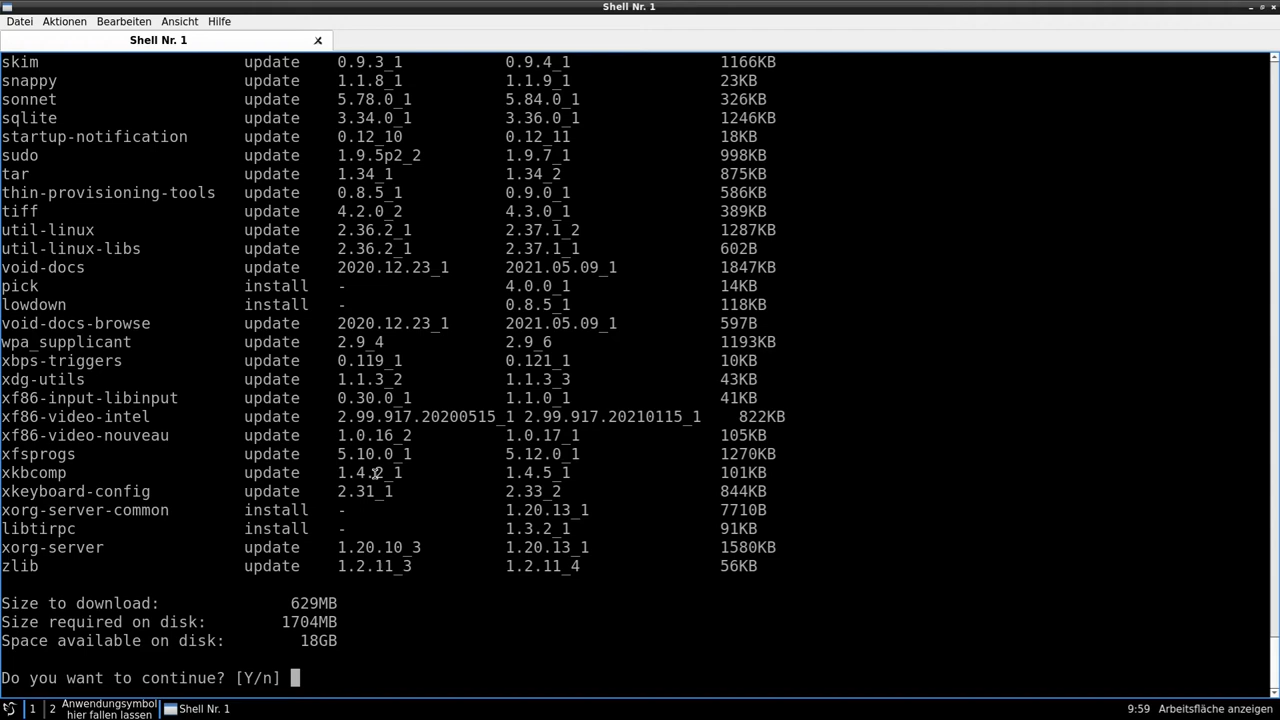 Shell Nr. 1
Datei Aktionen Bearbeiten Ansicht Hilfe
Shell Nr. 1
skim update 0.9.3_1 0.9.4_1 1166KB
snappy update 1.1.8_1 1.1.9_1 23KB
sonnet update 5.78.0_1 5.84.0_1 326KB
sqlite update 3.34.0_1 3.36.0_1 1246KB
startup-notification update 0.12_10 0.12_11 18KB
sudo update 1.9.5p2_2 1.9.7_1 998KB
tar update 1.34_1 1.34_2 875KB
thin-provisioning-tools update 0.8.5_1 0.9.0_1 586KB
tiff update 4.2.0_2 4.3.0_1 389KB
util-linux update 2.36.2_1 2.37.1_2 1287KB
util-linux-libs update 2.36.2_1 2.37.1_1 602B
void-docs update 2020.12.23_1 2021.05.09_1 1847KB
pick install - 4.0.0_1 14KB
lowdown install - 0.8.5_1 118KB
void-docs-browse update 2020.12.23_1 2021.05.09_1 597B
wpa_supplicant update 2.9_4 2.9_6 1193KB
xbps-triggers update 0.119_1 0.121_1 10KB
xdg-utils update 1.1.3_2 1.1.3_3 43KB
xf86-input-libinput update 0.30.0_1 1.1.0_1 41KB
xf86-video-intel update 2.99.917.20200515_1 2.99.917.20210115_1 822KB
xf86-video-nouveau update 1.0.16_2 1.0.17_1 105KB
xfsprogs update 5.10.0_1 5.12.0_1 1270KB
xkbcomp update 1.4.2_1 1.4.5_1 101KB
xkeyboard-config update 2.31_1 2.33_2 844KB
xorg-server-common install - 1.20.13_1 7710B
libtirpc install - 1.3.2_1 91KB
xorg-server update 1.20.10_3 1.20.13_1 1580KB
zlib update 1.2.11_3 1.2.11_4 56KB
Size to download: 629MB
Size required on disk: 1704MB
Space available on disk: 18GB
Do you want to continue? [Y/n]
1 2 Anwendungsymbol hier fallen lassen Shell Nr. 1 9:59 Arbeitsfläche anzeigen